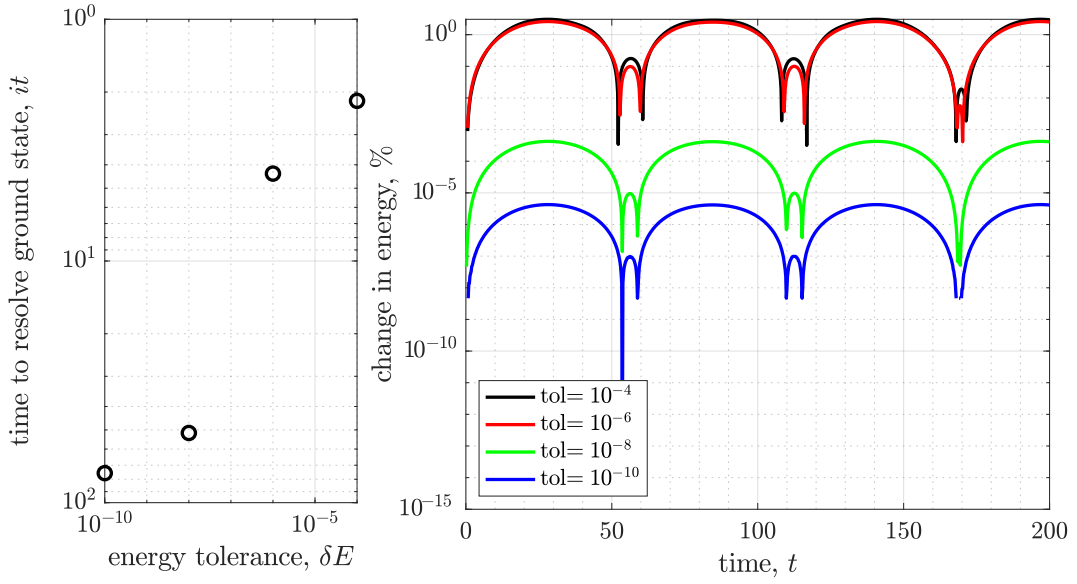 time to resolve ground state, it
10^0
10^1
10^2
10^{-10}
10^{-5}
energy tolerance, δE
change in energy, %
10^0
10^{-5}
10^{-10}
10^{-15}
tol= 10^{-4}
tol= 10^{-6}
tol= 10^{-8}
tol= 10^{-10}
0
50
100
150
200
time, t